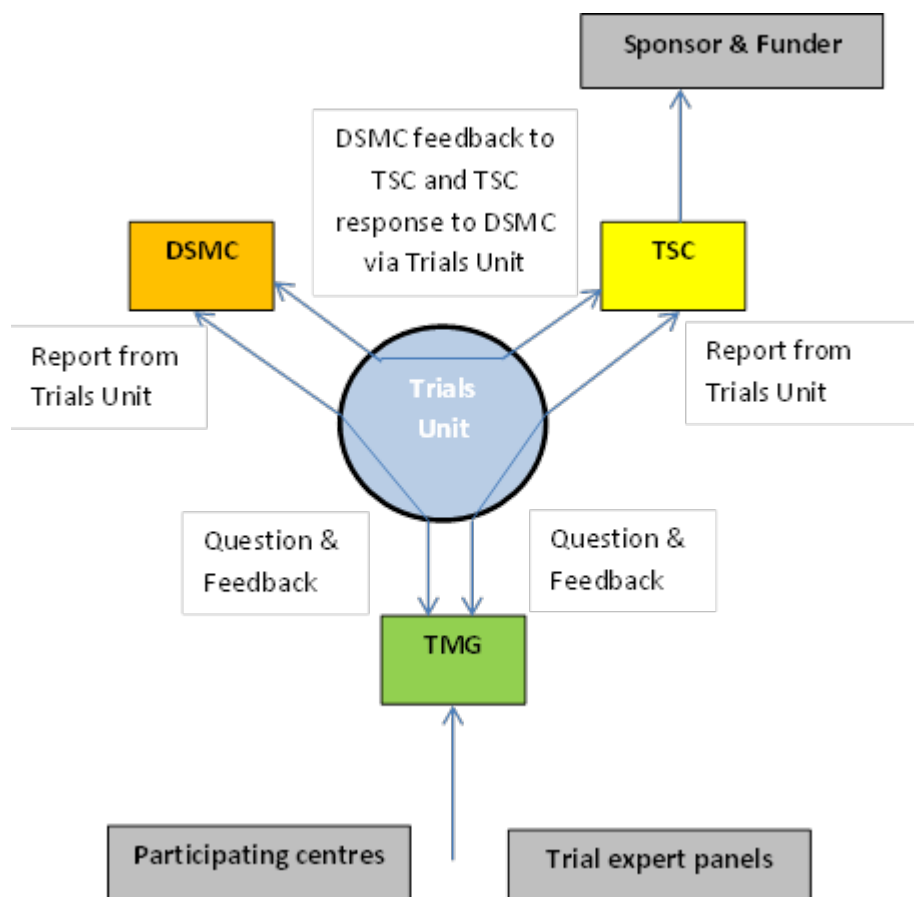 Sponsor & Funder
DSMC feedback to
TSC and TSC
response to DSMC
via Trials Unit
DSMC
TSC
Report from
Trials Unit
Trials
Unit
Report from
Trials Unit
Question &
Feedback
Question &
Feedback
TMG
Participating centres
Trial expert panels